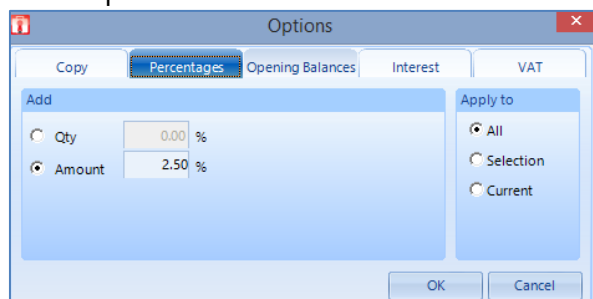 Options
Copy Percentages Opening Balances Interest VAT
Add
Apply to
Qty 0.00 %
All
Amount 2.50 %
Selection
Current
OK Cancel